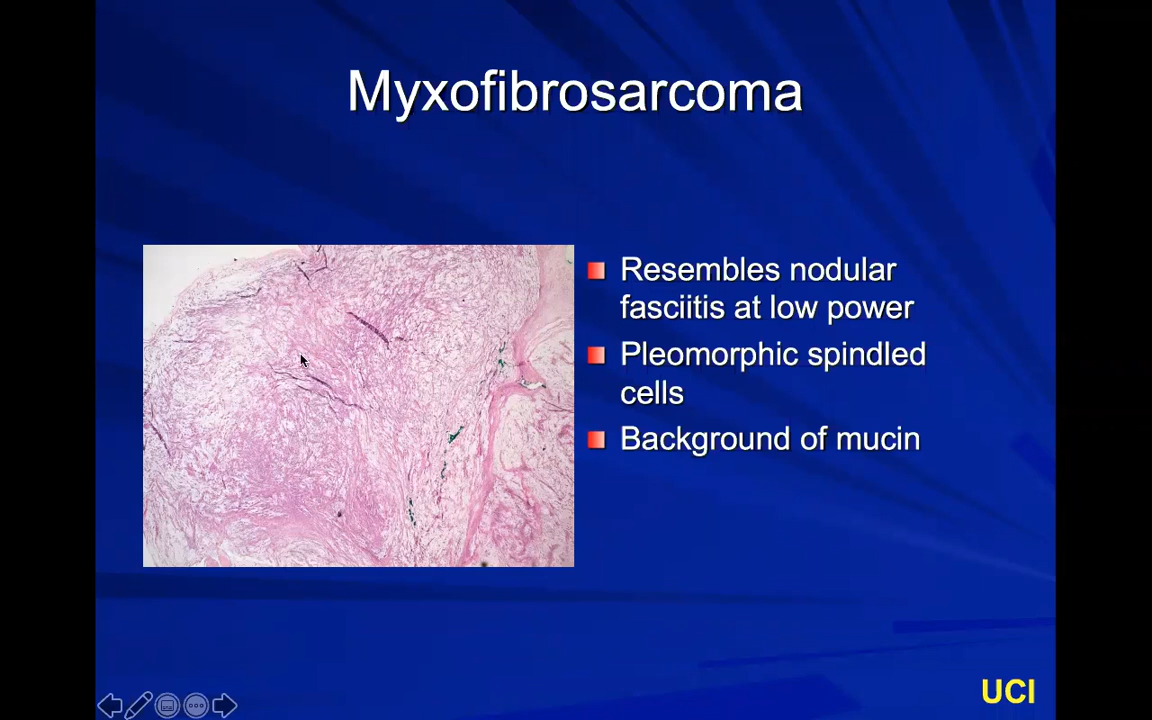 Myxofibrosarcoma
Resembles nodular
fasciitis at low power
Pleomorphic spindled
cells
Background of mucin
UCI